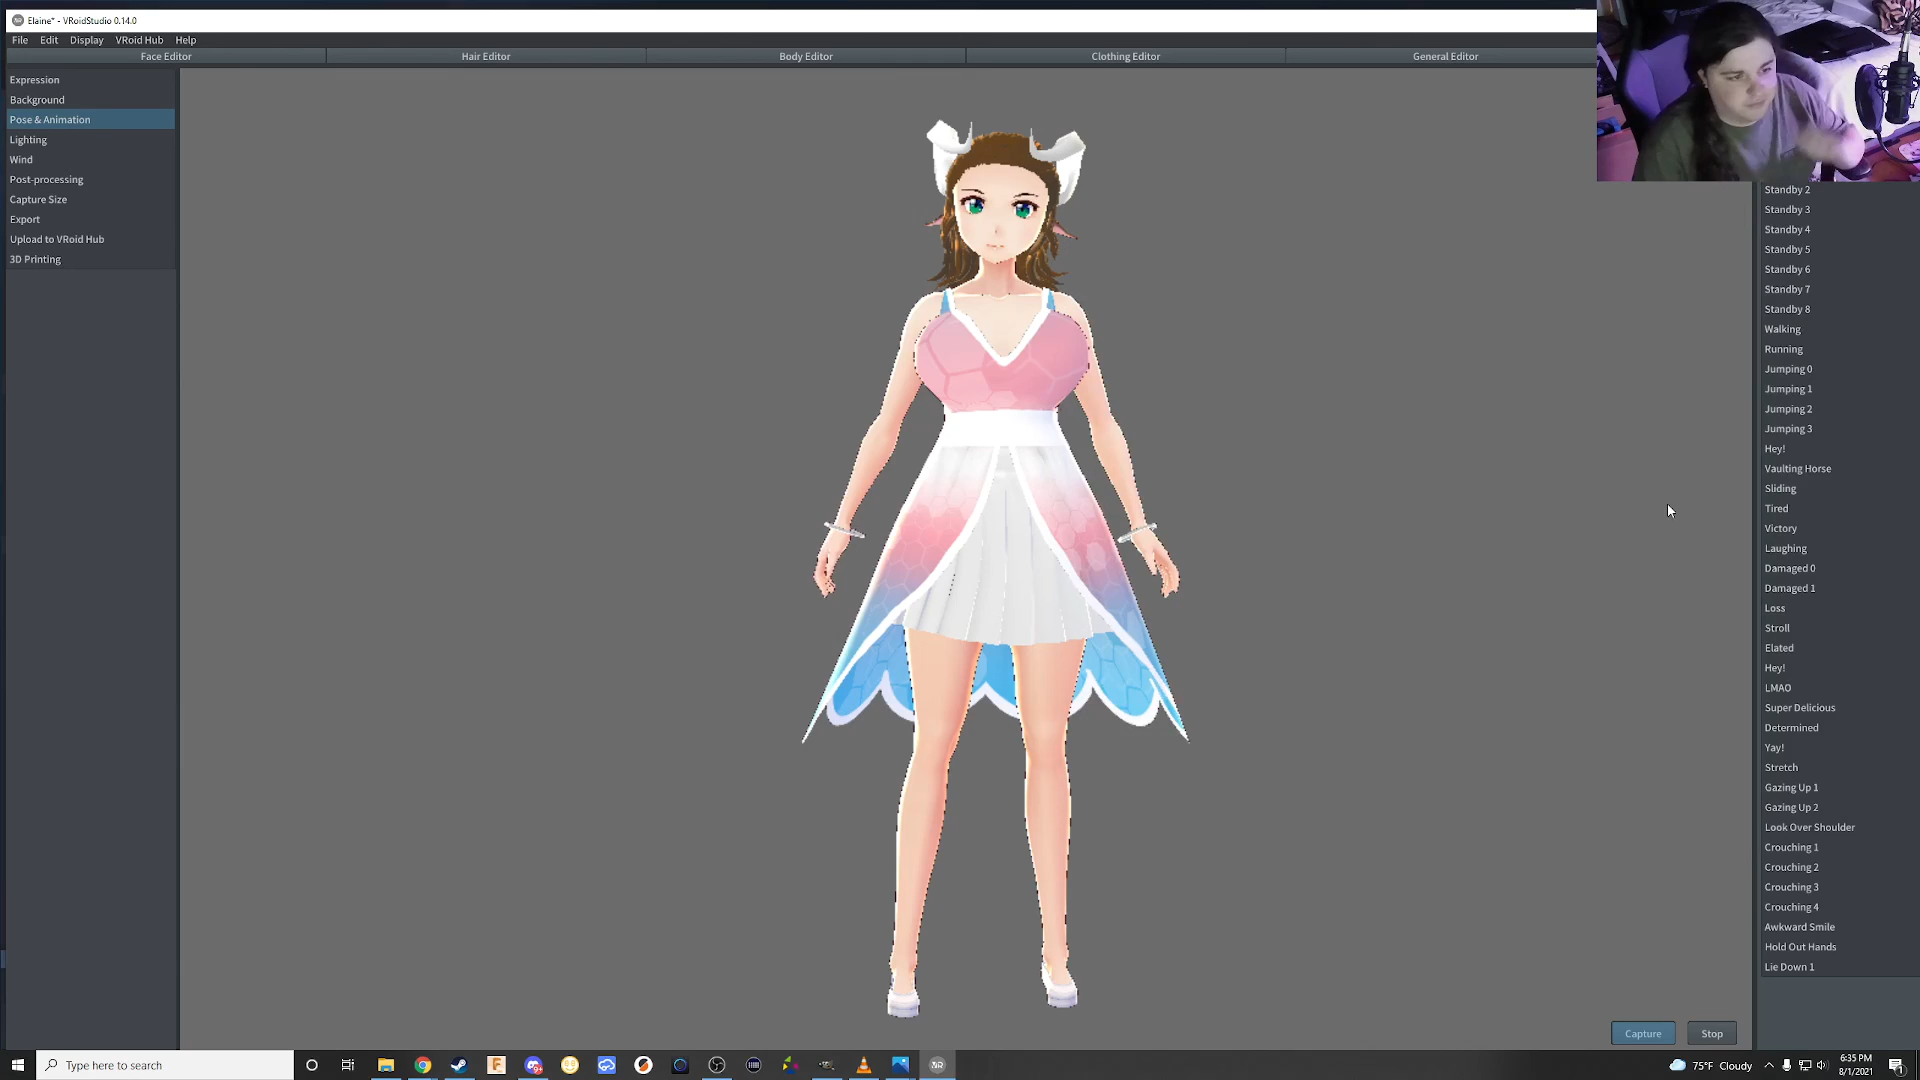 Elaine* - VRoidStudio 0.14.0
File Edit Display VRoid Hub Help
Face Editor Hair Editor Body Editor Clothing Editor General Editor
Expression
Background
Pose & Animation
Lighting
Wind
Post-processing
Capture Size
Export
Upload to VRoid Hub
3D Printing
Standby 2
Standby 3
Standby 4
Standby 5
Standby 6
Standby 7
Standby 8
Walking
Running
Jumping 0
Jumping 1
Jumping 2
Jumping 3
Hey!
Vaulting Horse
Sliding
Tired
Victory
Laughing
Damaged 0
Damaged 1
Loss
Stroll
Elated
Hey!
LMAO
Super Delicious
Determined
Yay!
Stretch
Gazing Up 1
Gazing Up 2
Look Over Shoulder
Crouching 1
Crouching 2
Crouching 3
Crouching 4
Awkward Smile
Hold Out Hands
Lie Down 1
Capture Stop
Type here to search
75°F Cloudy
6:35 PM
8/1/2021